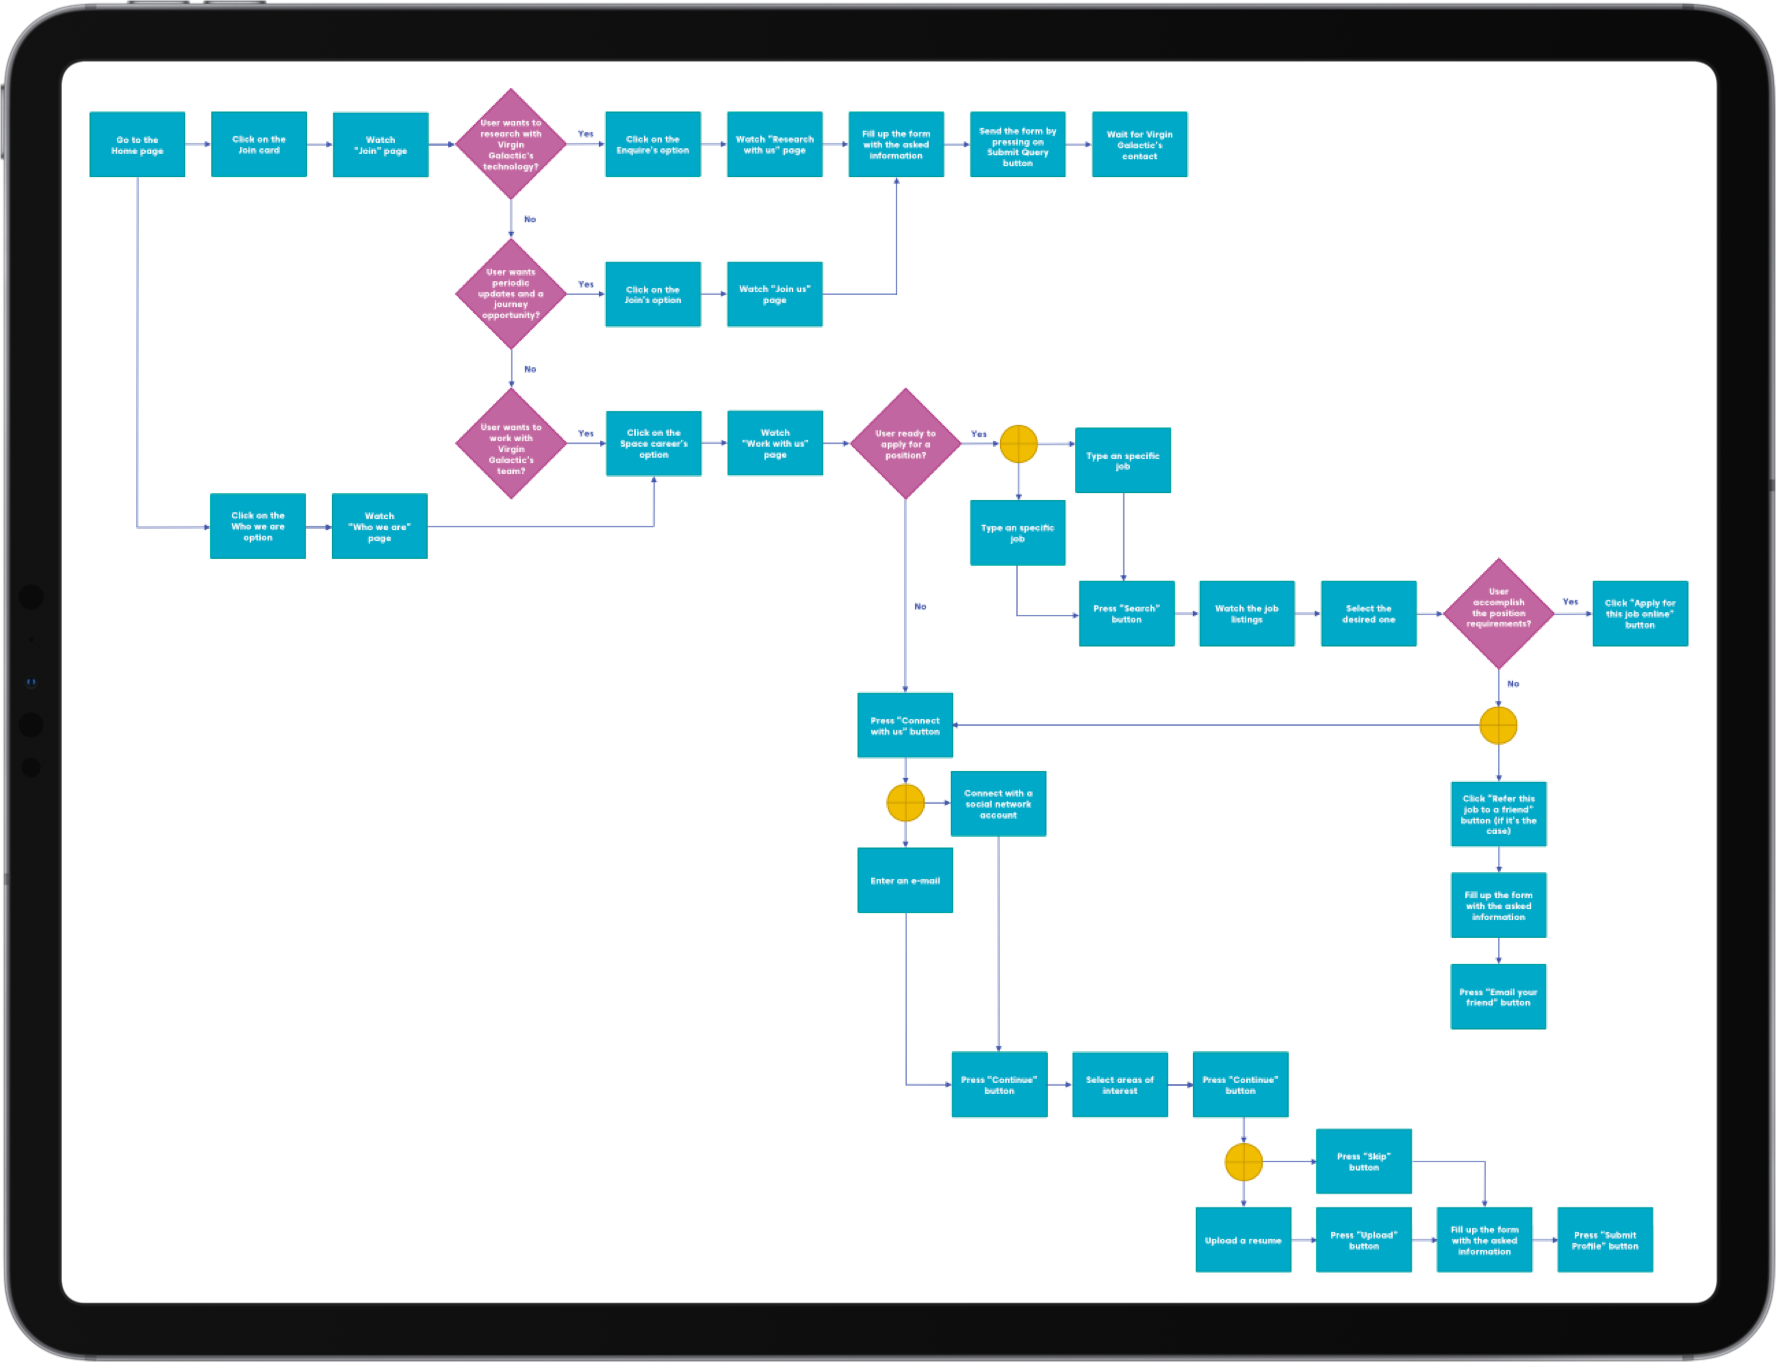 Go to the
Home page
Click on the
Join card
Watch
"Join" page
User wants to
research with
Virgin
Galactic's
technology?
Yes
Click on the
Enquire's option
Watch "Research
with us" page
Fill up the form
with the asked
information
Send the form by
pressing on
Submit Query
button
Wait for Virgin
Galactic's
contact
No
User wants
periodic
updates and a
journey
opportunity?
Yes
Click on the
Join's option
Watch "Join us"
page
No
User wants to
work with
Virgin
Galactic's
team?
Yes
Click on the
Space career's
option
Watch
"Work with us"
page
User ready to
apply for a
position?
Yes
Type an specific
job
Click on the
Who we are
option
Watch
"Who we are"
page
Type an specific
job
No
Press "Search"
button
Watch the job
listings
Select the
desired one
User
accomplish
the position
requirements?
Yes
Click "Apply for
this job online"
button
No
Press "Connect
with us" button
Connect with a
social network
account
Click "Refer this
job to a friend"
button (if it's the
case)
Enter an e-mail
Fill up the form
with the asked
information
Press "Email your
friend" button
Press "Continue"
button
Select areas of
interest
Press "Continue"
button
Press "Skip"
button
Upload a resume
Press "Upload"
button
Fill up the form
with the asked
information
Press "Submit
Profile" button